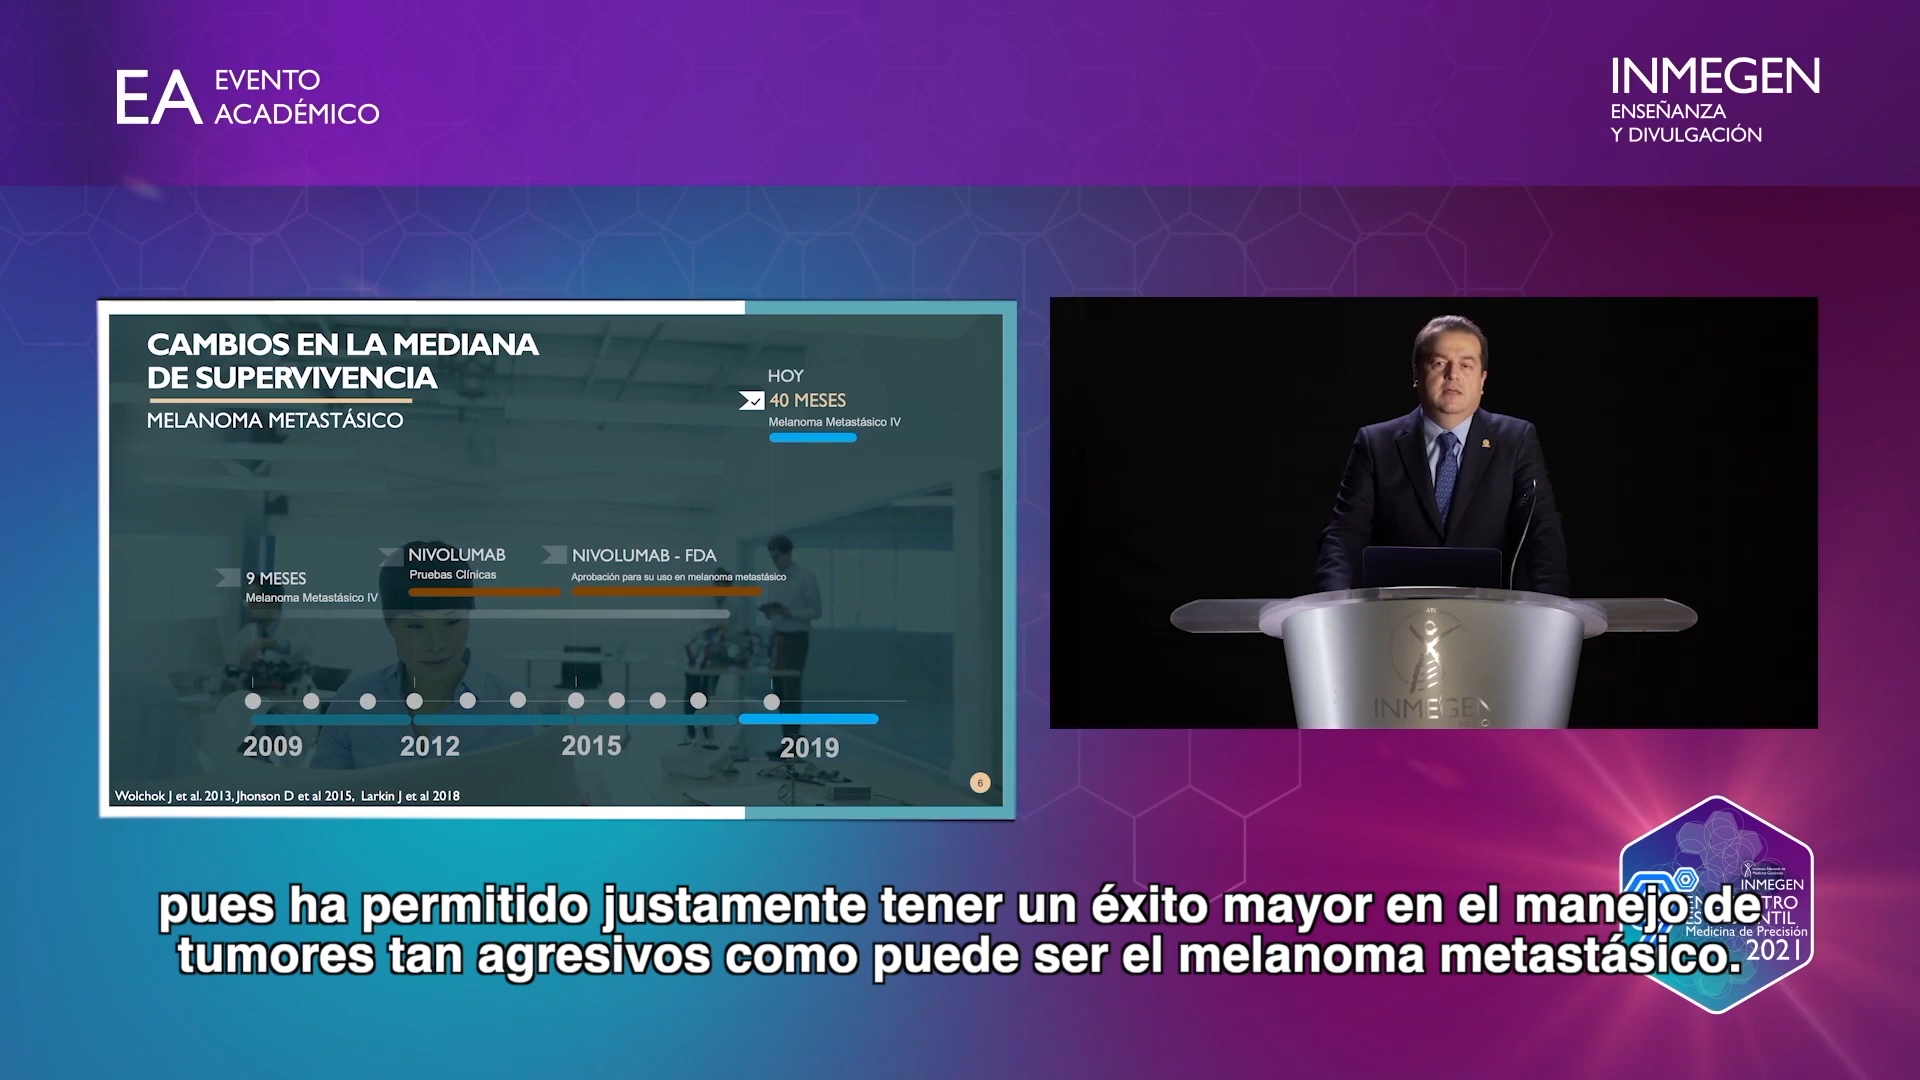 EA EVENTO
ACADÉMICO
INMEGEN
ENSEÑANZA
Y DIVULGACIÓN
CAMBIOS EN LA MEDIANA
DE SUPERVIVENCIA
MELANOMA METASTÁSICO
HOY
40 MESES
Melanoma Metastásico IV
9 MESES
Melanoma Metastásico IV
NIVOLUMAB
Pruebas Clínicas
NIVOLUMAB - FDA
Aprobación para su uso en melanoma metastásico
2009 2012 2015 2019
Wolchok J et al. 2013, Jhonson D et al 2015, Larkin J et al 2018
6
INMEGEN
pues ha permitido justamente tener un éxito mayor en el manejo de
tumores tan agresivos como puede ser el melanoma metastásico.
INMEGEN
Medicina de Precisión
2021